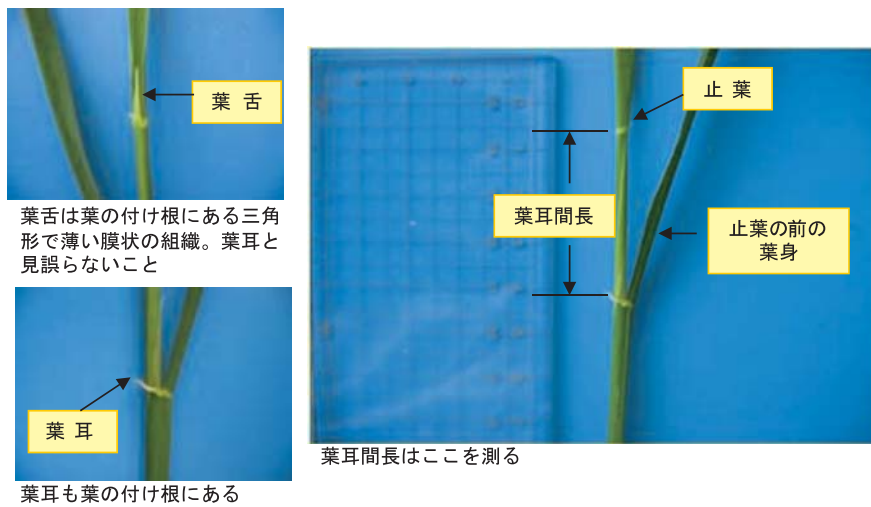 葉 舌
葉舌は葉の付け根にある三角
形で薄い膜状の組織。葉耳と
見誤らないこと
葉 耳
葉耳も葉の付け根にある
止 葉
葉耳間長
止葉の前の
葉身
葉耳間長はここを測る